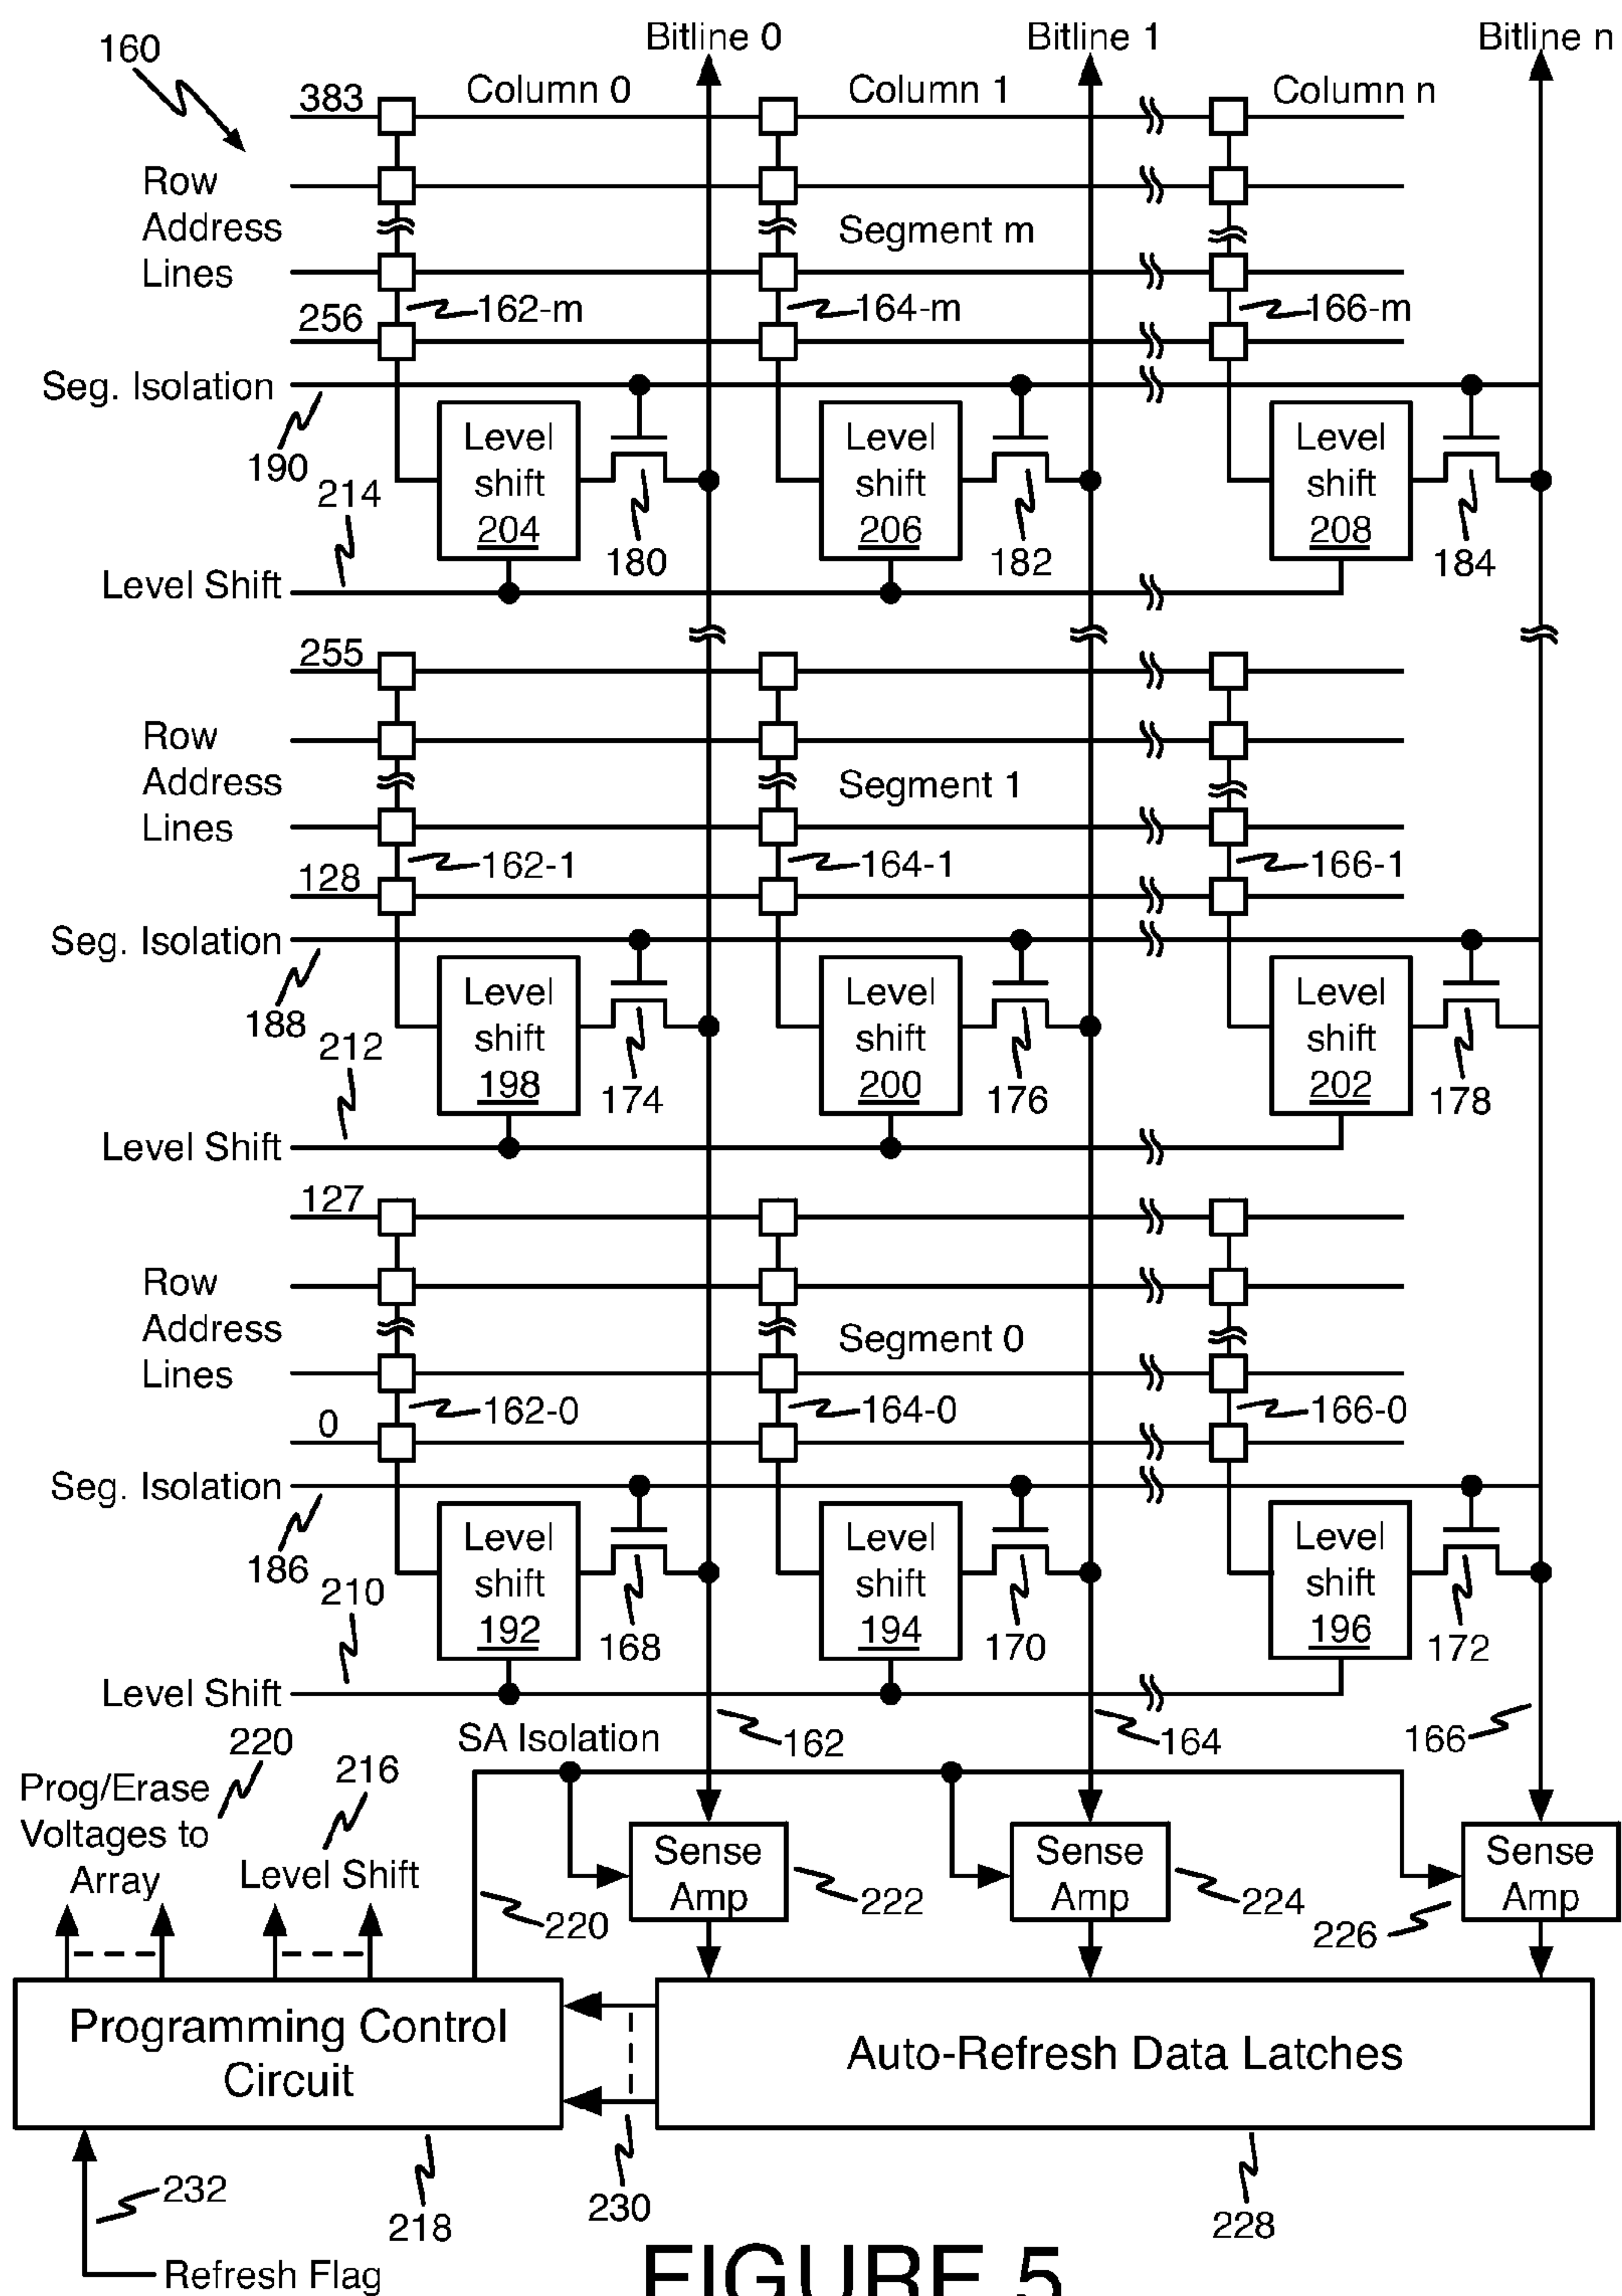 Bitline 0 Bitline 1 Bitline n
160
Column 0 Column 1 Column n
383
Row
Address
Lines
Segment m
162-m 164-m 166-m
256
Seg. Isolation
190
Level
shift
204
Level
shift
206
Level
shift
208
214
180 182 184
Level Shift
255
Row
Address
Lines
Segment 1
162-1 164-1 166-1
128
Seg. Isolation
188
Level
shift
198
Level
shift
200
Level
shift
202
212
174 176 178
Level Shift
127
Row
Address
Lines
Segment 0
162-0 164-0 166-0
0
Seg. Isolation
186
Level
shift
192
Level
shift
194
Level
shift
196
210
168 170 172
Level Shift
SA Isolation
162 164 166
220
Prog/Erase
Voltages to
Array
216
Level Shift
220
Sense
Amp
222
Sense
Amp
224
Sense
Amp
226
Programming Control
Circuit
Auto-Refresh Data Latches
232
218
230
228
Refresh Flag
FIGURE 5